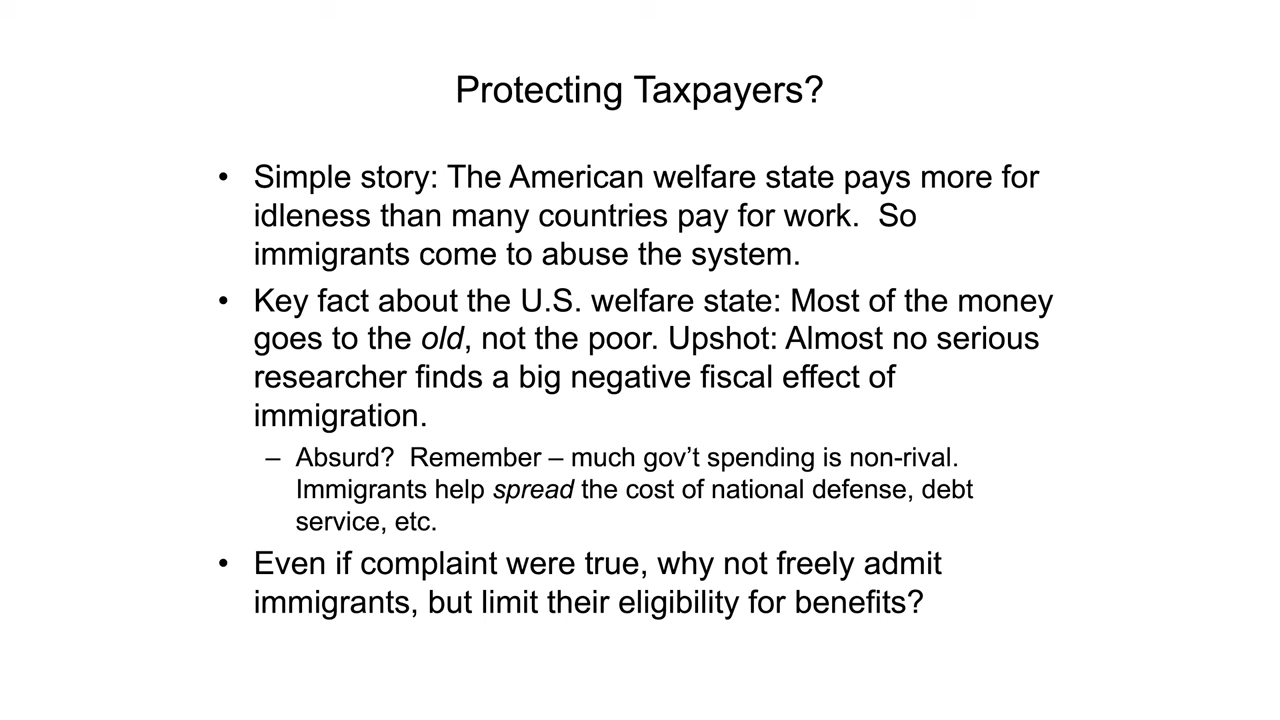 Protecting Taxpayers?
• Simple story: The American welfare state pays more for
idleness than many countries pay for work.  So
immigrants come to abuse the system.
• Key fact about the U.S. welfare state: Most of the money
goes to the old, not the poor. Upshot: Almost no serious
researcher finds a big negative fiscal effect of
immigration.
– Absurd?  Remember – much gov’t spending is non-rival.
Immigrants help spread the cost of national defense, debt
service, etc.
• Even if complaint were true, why not freely admit
immigrants, but limit their eligibility for benefits?